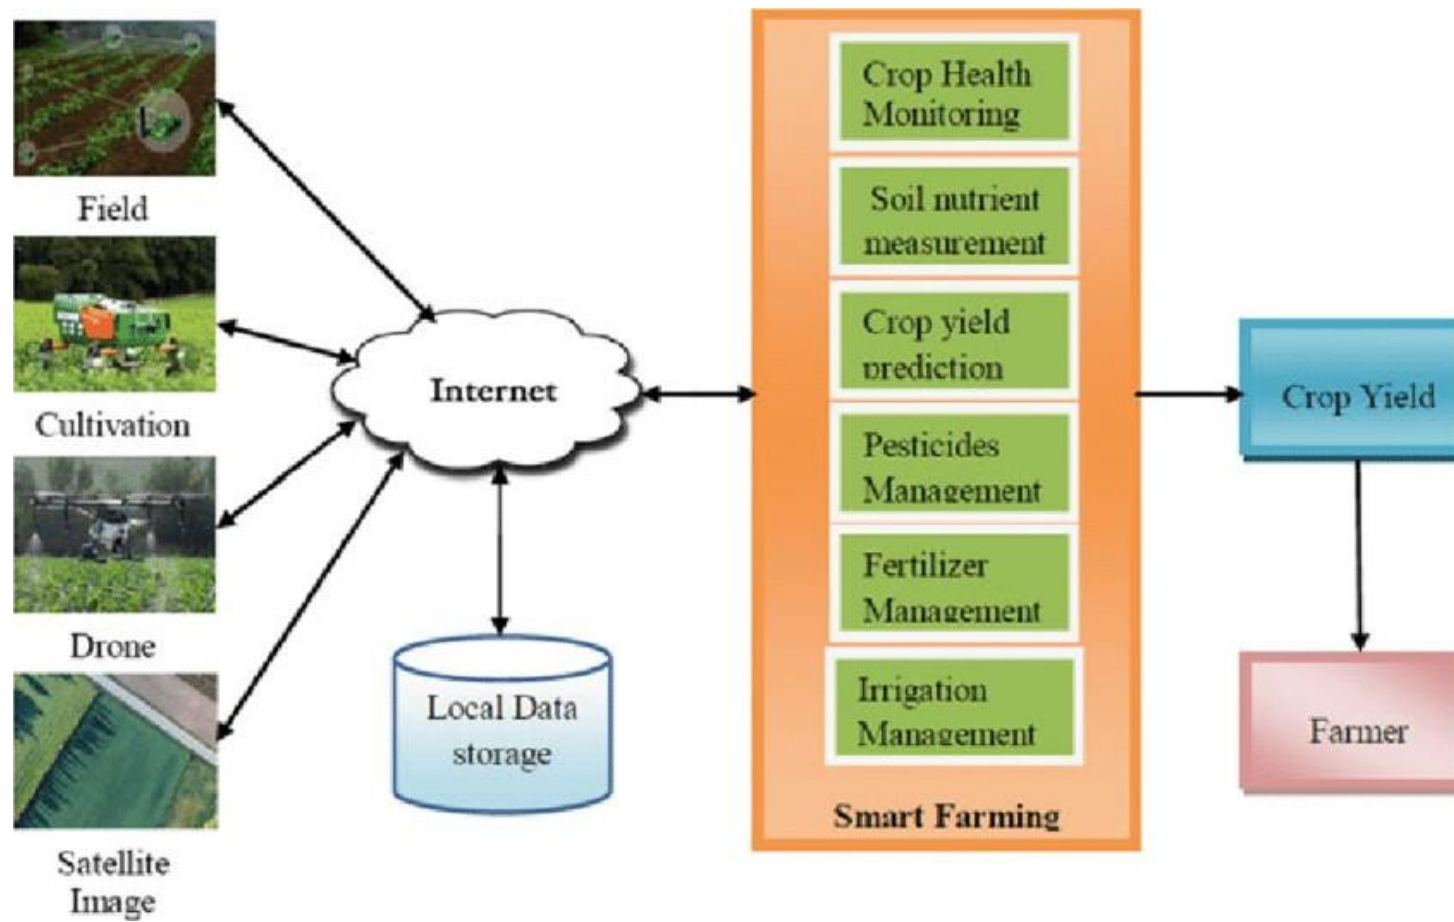 Field
Cultivation
Drone
Satellite
Image
Internet
Local Data
storage
Crop Health
Monitoring
Soil nutrient
measurement
Crop yield
prediction
Pesticides
Management
Fertilizer
Management
Irrigation
Management
Smart Farming
Crop Yield
Farmer